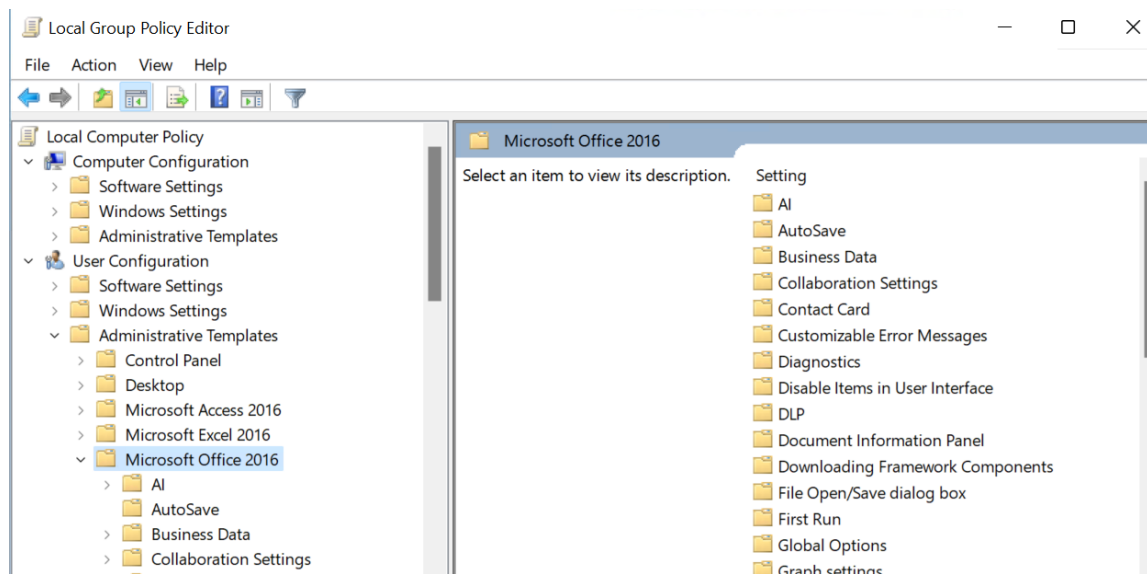 Local Group Policy Editor
File Action View Help
Local Computer Policy
Computer Configuration
Software Settings
Windows Settings
Administrative Templates
User Configuration
Software Settings
Windows Settings
Administrative Templates
Control Panel
Desktop
Microsoft Access 2016
Microsoft Excel 2016
Microsoft Office 2016
AI
AutoSave
Business Data
Collaboration Settings
Microsoft Office 2016
Select an item to view its description.
Setting
AI
AutoSave
Business Data
Collaboration Settings
Contact Card
Customizable Error Messages
Diagnostics
Disable Items in User Interface
DLP
Document Information Panel
Downloading Framework Components
File Open/Save dialog box
First Run
Global Options
Graph settings